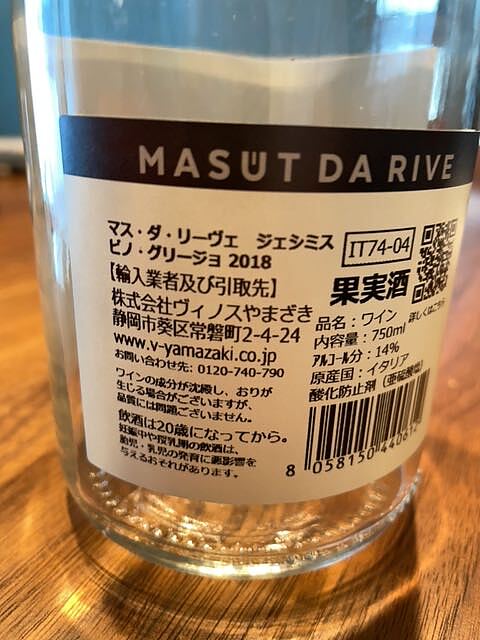 MASÜT DA RIVE
マス・ダ・リーヴェ ジェシミス
ピノ・グリージョ 2018
【輸入業者及び引取先】
株式会社ヴィノスやまざき
静岡市葵区常磐町2-4-24
www.v-yamazaki.co.jp
お問い合わせ先: 0120-740-790
ワインの成分が沈殿し、おりが
生じる場合がございますが、
品質には問題ございません。
飲酒は20歳になってから。
妊娠中や授乳期の飲酒は、
胎児・乳児の発育に悪影響を
与えるおそれがあります。
IT74-04
果実酒
詳しくはこちら
品名：ワイン
内容量：750ml
アルコール分：14%
原産国：イタリア
酸化防止剤（亜硫酸塩）
8 058150 44081